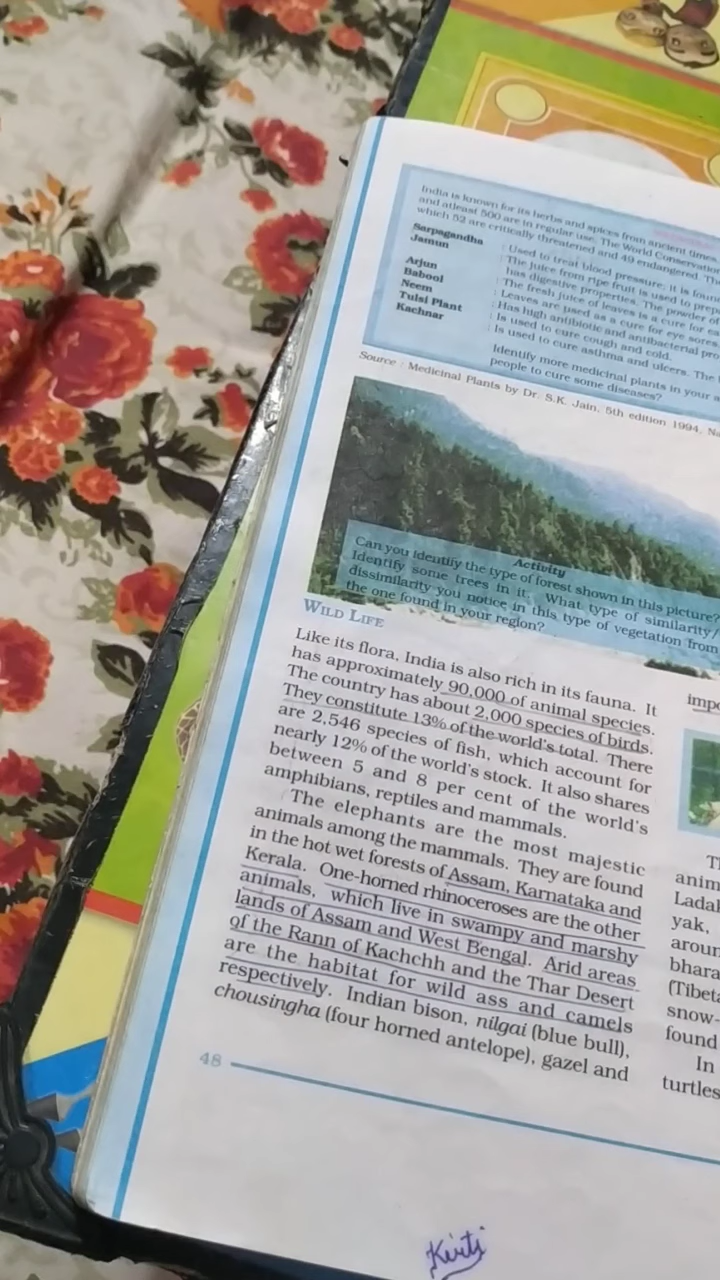 India is known for its herbs and spices from ancient times.
and atleast 500 are in regular use. The World Conservation
which 52 are critically threatened and 49 endangered. The
Sarpagandha : Used to treat blood pressure; it is found
Jamun : The juice from ripe fruit is used to prep
has digestive properties. The powder of
Arjun : The fresh juice of leaves is a cure for ea
Babool : Leaves are used as a cure for eye sores.
Neem : Has high antibiotic and antibacterial pro
Tulsi Plant : Is used to cure cough and cold.
Kachnar : Is used to cure asthma and ulcers. The
Identify more medicinal plants in your
people to cure some diseases?
Source : Medicinal Plants by Dr. S.K. Jain, 5th edition 1994, Na
Activity
Can you identify the type of forest shown in this picture?
Identify some trees in it. What type of similarity/
dissimilarity you notice in this type of vegetation from
the one found in your region?
WILD LIFE
Like its flora, India is also rich in its fauna. It
has approximately 90,000 of animal species.
The country has about 2,000 species of birds.
They constitute 13% of the world's total. There
are 2,546 species of fish, which account for
nearly 12% of the world's stock. It also shares
between 5 and 8 per cent of the world's
amphibians, reptiles and mammals.
The elephants are the most majestic
animals among the mammals. They are found
in the hot wet forests of Assam, Karnataka and
Kerala. One-horned rhinoceroses are the other
animals, which live in swampy and marshy
lands of Assam and West Bengal. Arid areas
of the Rann of Kachchh and the Thar Desert
are the habitat for wild ass and camels
respectively. Indian bison, nilgai (blue bull),
chousingha (four horned antelope), gazel and
impo
Th
anim
Ladak
yak,
aroun
bhara
(Tibeta
snow-
found
In
turtles
48
Kirti